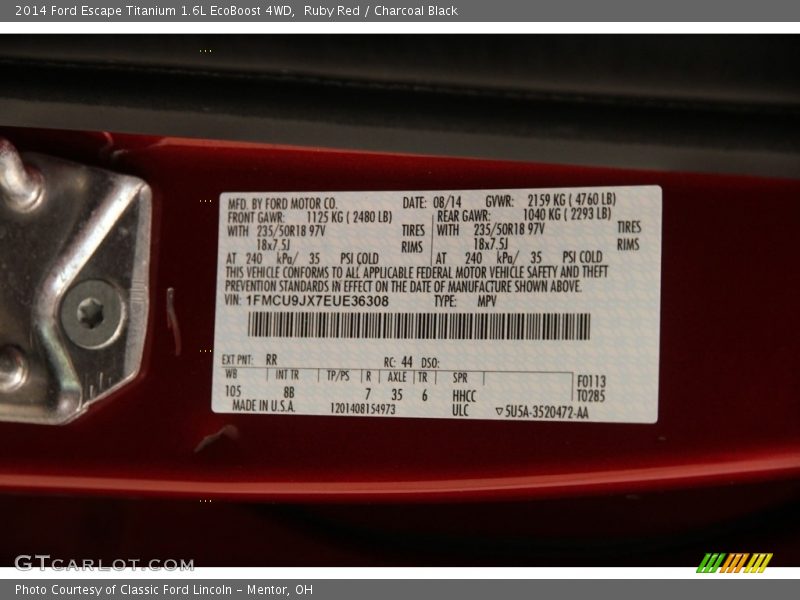 2014 Ford Escape Titanium 1.6L EcoBoost 4WD,  Ruby Red / Charcoal Black
MFD. BY FORD MOTOR CO. DATE: 08/14 GVWR: 2159 KG ( 4760 LB)
FRONT GAWR: 1125 KG ( 2480 LB) REAR GAWR: 1040 KG ( 2293 LB)
WITH 235/50R18 97V TIRES WITH 235/50R18 97V TIRES
18x7.5J RIMS 18x7.5J RIMS
AT 240 kPa/ 35 PSI COLD AT 240 kPa/ 35 PSI COLD
THIS VEHICLE CONFORMS TO ALL APPLICABLE FEDERAL MOTOR VEHICLE SAFETY AND THEFT
PREVENTION STANDARDS IN EFFECT ON THE DATE OF MANUFACTURE SHOWN ABOVE.
VIN: 1FMCU9JX7EUE36308 TYPE: MPV
EXT PNT: RR RC: 44 DSO:
WB INT TR TP/PS R AXLE TR SPR F0113
105 8B 7 35 6 HHCC T0285
MADE IN U.S.A. 1201408154973 ULC ▽5U5A-3520472-AA
GTCARLOT.COM
Photo Courtesy of Classic Ford Lincoln - Mentor, OH